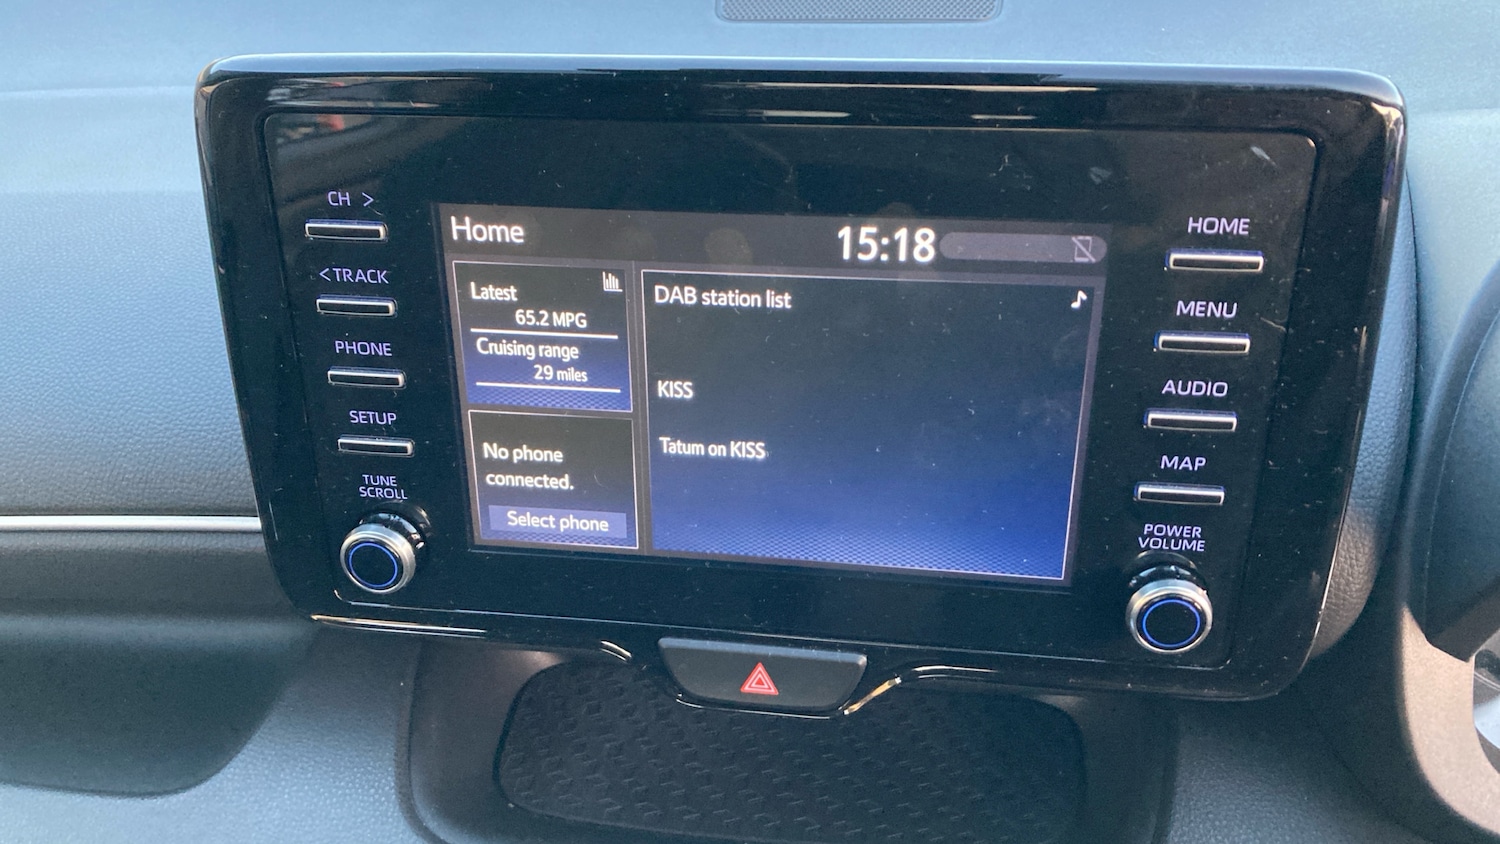 CH >
< TRACK
PHONE
SETUP
TUNE
SCROLL
Home
15:18
Latest
65.2 MPG
Cruising range
29 miles
No phone
connected.
Select phone
DAB station list
KISS
Tatum on KISS
HOME
MENU
AUDIO
MAP
POWER
VOLUME